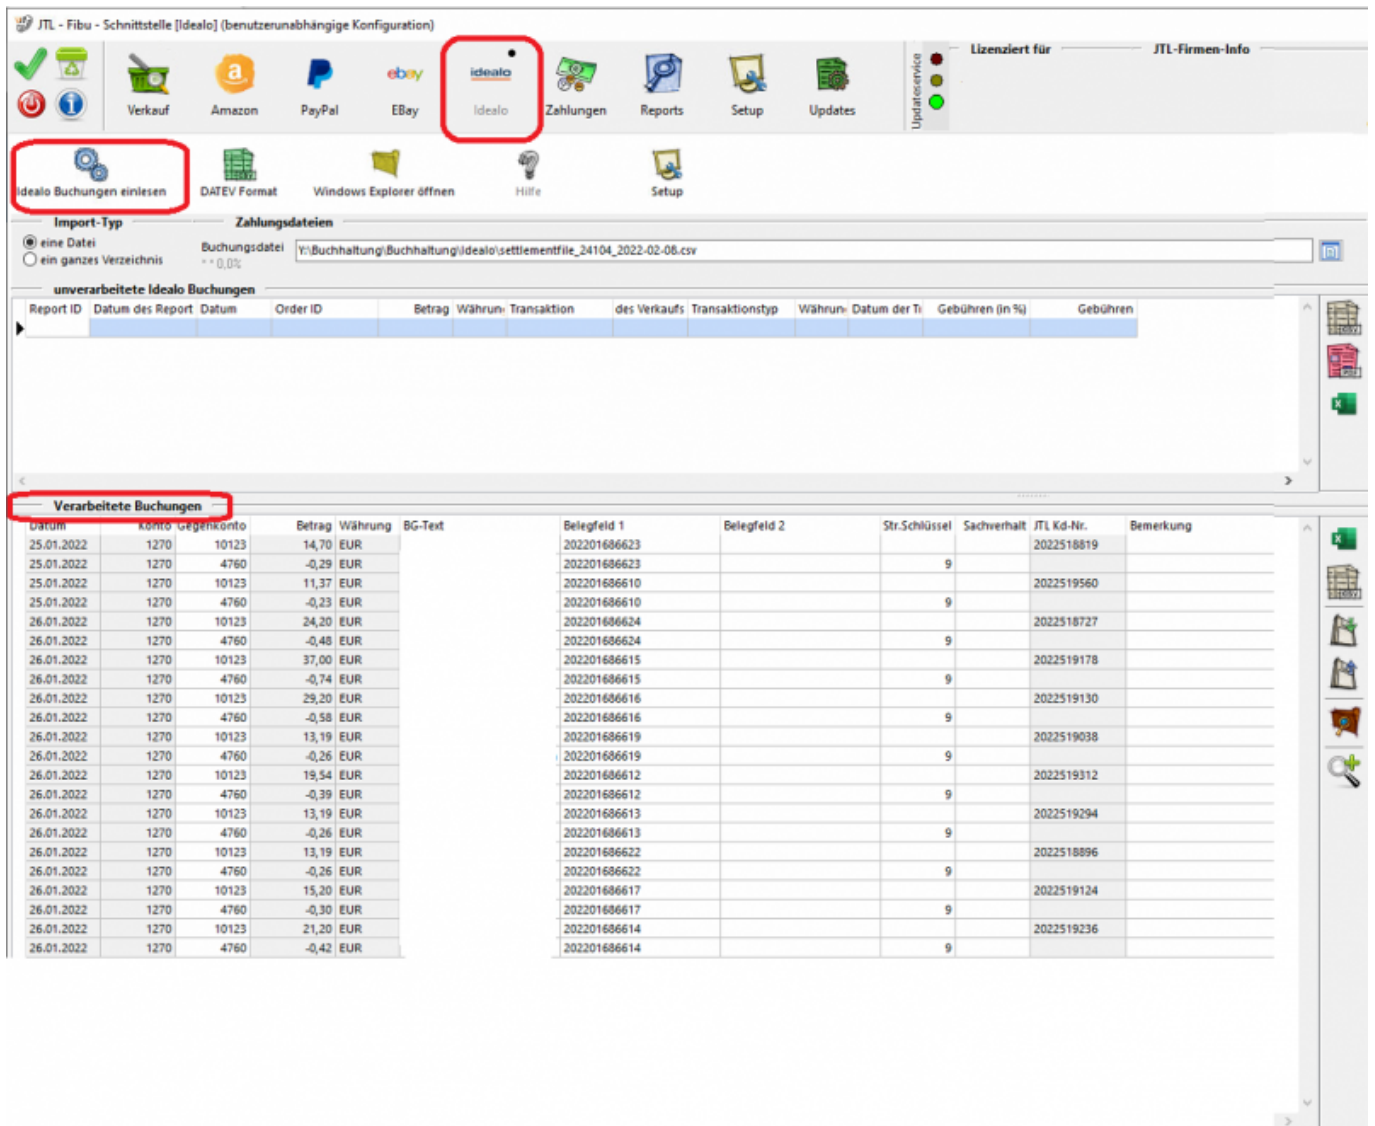 JTL - Fibu - Schnittstelle [Idealo] (benutzerunabhängige Konfiguration)
Verkauf
a
Amazon
PayPal
ebay
EBay
idealo
Idealo
Zahlungen
Reports
Setup
Updates
Updateservice
Lizenziert für
JTL-Firmen-Info
Idealo Buchungen einlesen
DATEV Format
Windows Explorer öffnen
Hilfe
Setup
Import-Typ
Zahlungsdateien
eine Datei
ein ganzes Verzeichnis
Buchungsdatei
* * 0,0%
Y:\Buchhaltung\Buchhaltung\Idealo\settlementfile_24104_2022-02-08.csv
unverarbeitete Idealo Buchungen
Report ID Datum des Report Datum Order ID Betrag Währun Transaktion des Verkaufs Transaktionstyp Währun Datum der Ti Gebühren (in %) Gebühren
Verarbeitete Buchungen
Datum Konto Gegenkonto Betrag Währung BG-Text Belegfeld 1 Belegfeld 2 Str.Schlüssel Sachverhalt JTL Kd-Nr. Bemerkung
25.01.2022 1270 10123 14,70 EUR 202201686623 2022518819
25.01.2022 1270 4760 -0,29 EUR 202201686623 9
25.01.2022 1270 10123 11,37 EUR 202201686610 2022519560
25.01.2022 1270 4760 -0,23 EUR 202201686610 9
26.01.2022 1270 10123 24,20 EUR 202201686624 2022518727
26.01.2022 1270 4760 -0,48 EUR 202201686624 9
26.01.2022 1270 10123 37,00 EUR 202201686615 2022519178
26.01.2022 1270 4760 -0,74 EUR 202201686615 9
26.01.2022 1270 10123 29,20 EUR 202201686616 2022519130
26.01.2022 1270 4760 -0,58 EUR 202201686616 9
26.01.2022 1270 10123 13,19 EUR 202201686619 2022519038
26.01.2022 1270 4760 -0,26 EUR 202201686619 9
26.01.2022 1270 10123 19,54 EUR 202201686612 2022519312
26.01.2022 1270 4760 -0,39 EUR 202201686612 9
26.01.2022 1270 10123 13,19 EUR 202201686613 2022519294
26.01.2022 1270 4760 -0,26 EUR 202201686613 9
26.01.2022 1270 10123 13,19 EUR 202201686622 2022518896
26.01.2022 1270 4760 -0,26 EUR 202201686622 9
26.01.2022 1270 10123 15,20 EUR 202201686617 2022519124
26.01.2022 1270 4760 -0,30 EUR 202201686617 9
26.01.2022 1270 10123 21,20 EUR 202201686614 2022519236
26.01.2022 1270 4760 -0,42 EUR 202201686614 9